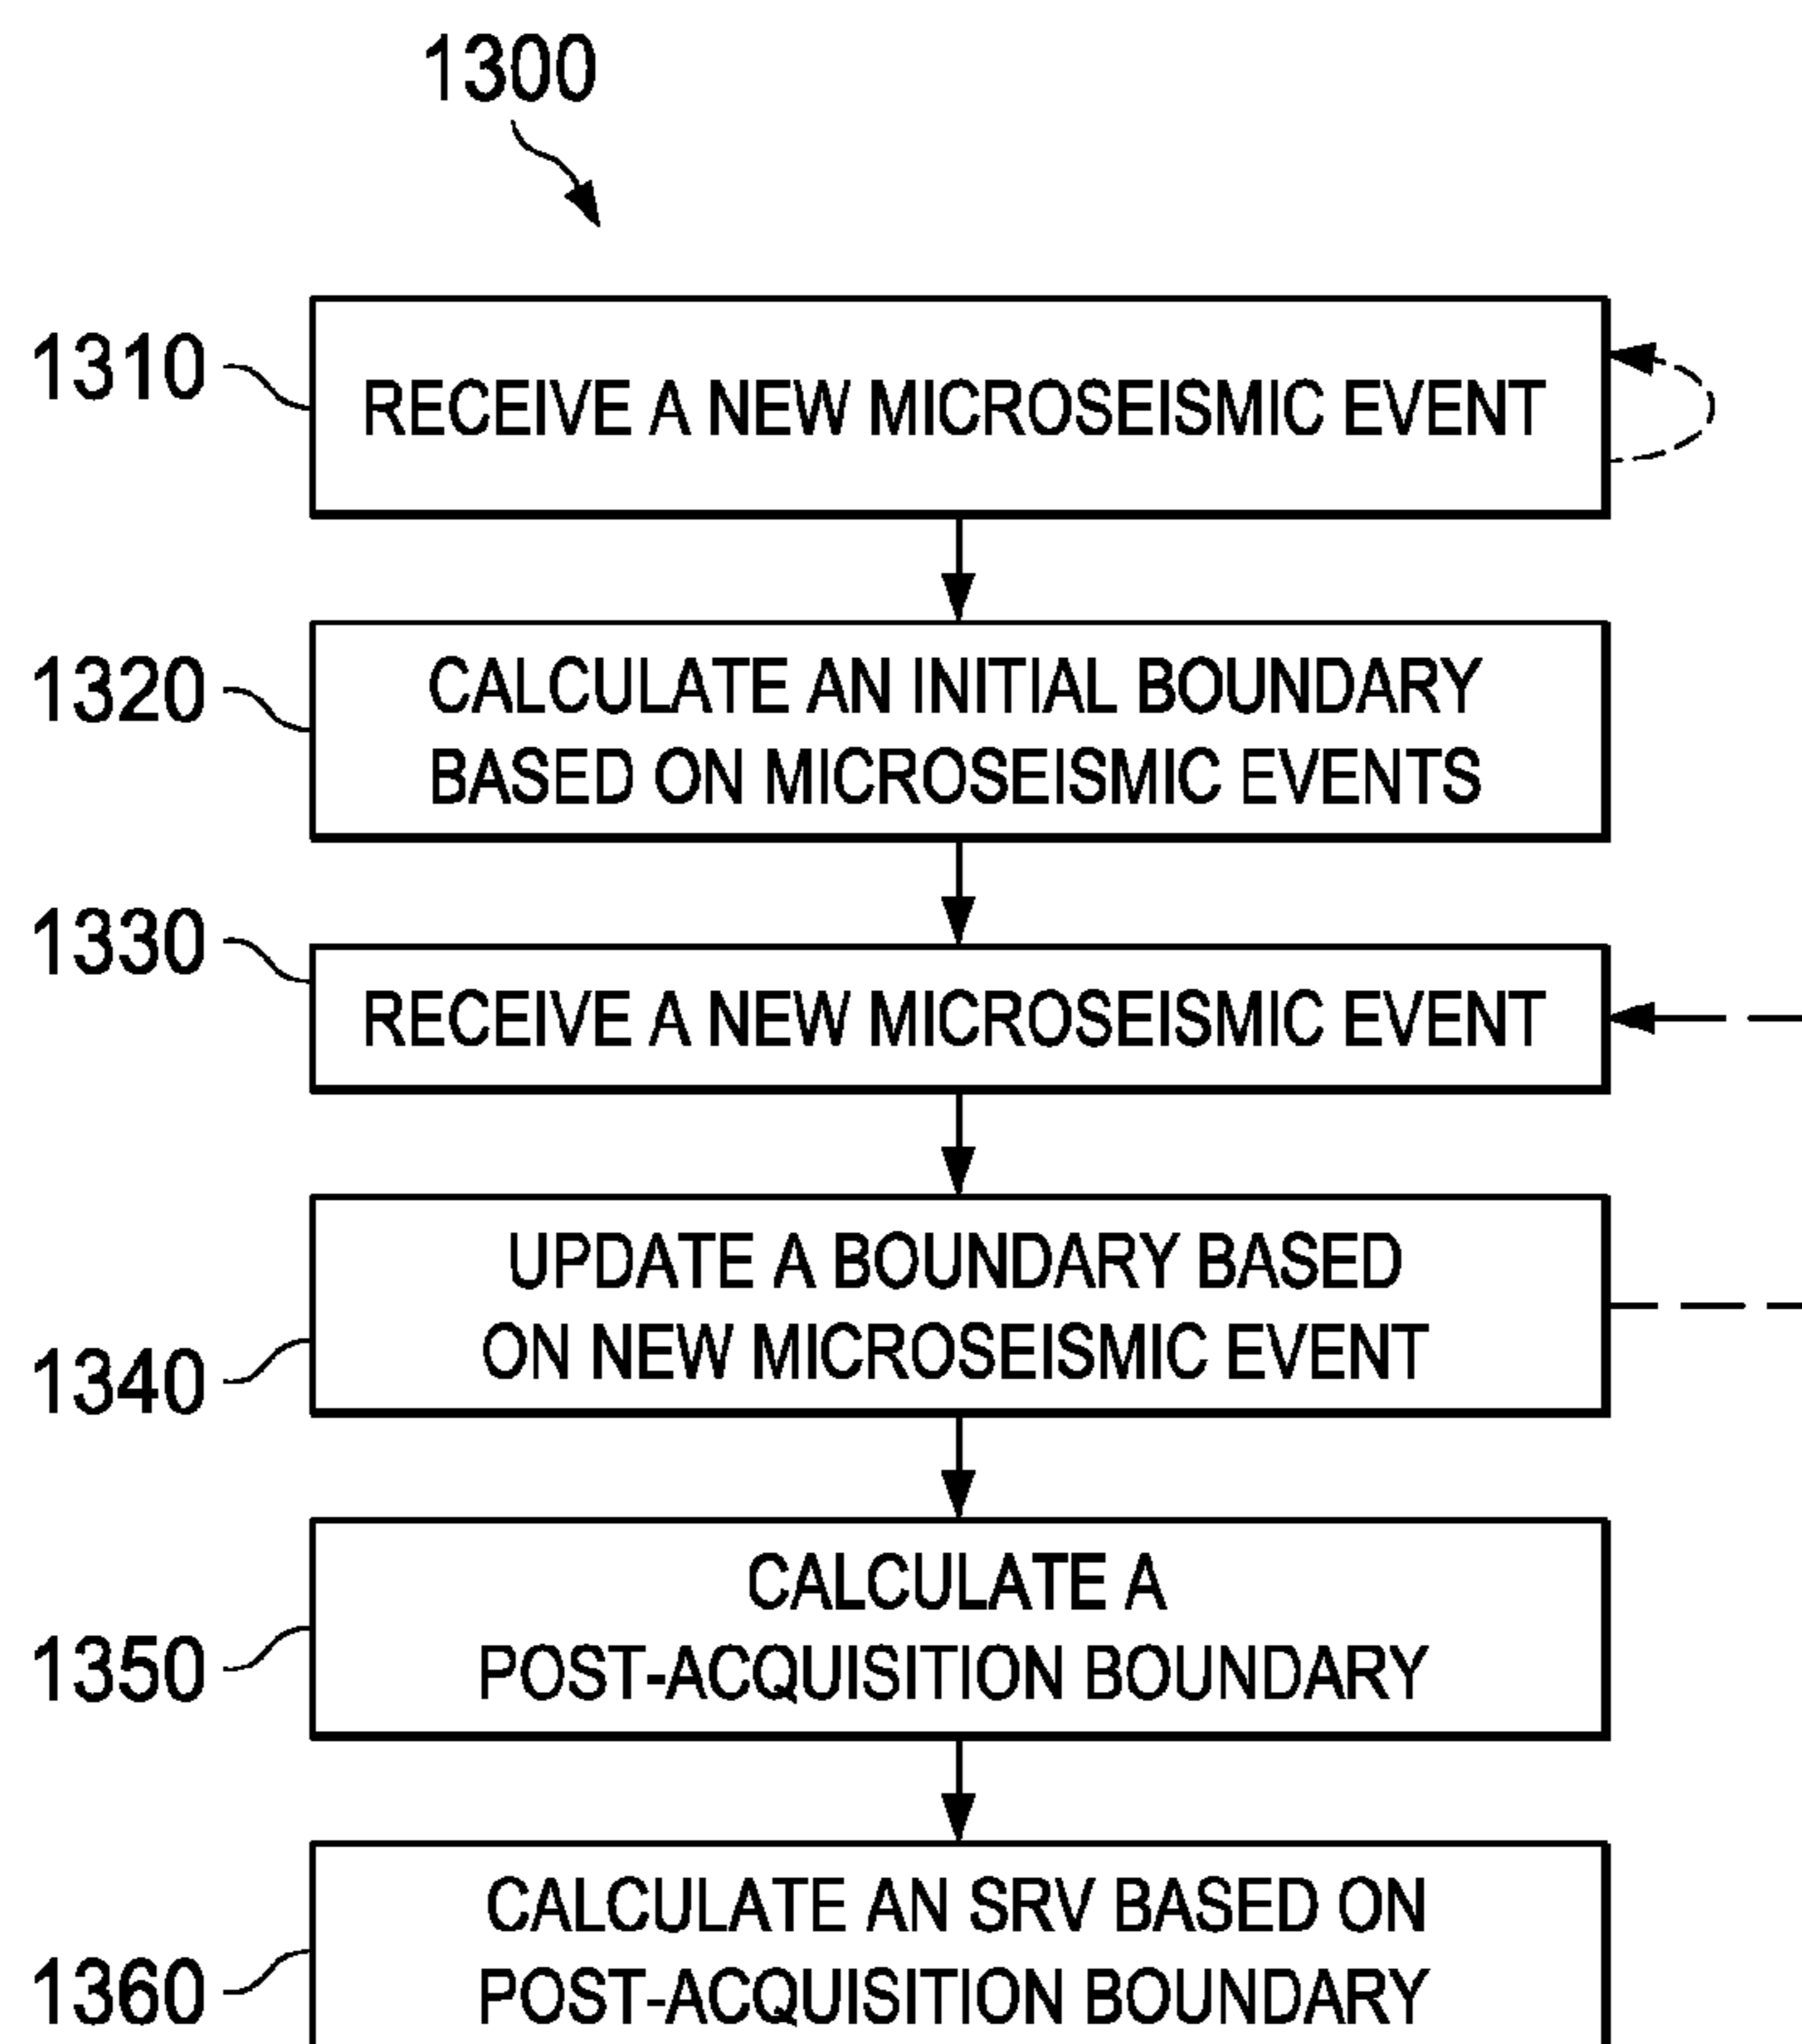 1300
1310
RECEIVE A NEW MICROSEISMIC EVENT
1320
CALCULATE AN INITIAL BOUNDARY
BASED ON MICROSEISMIC EVENTS
1330
RECEIVE A NEW MICROSEISMIC EVENT
1340
UPDATE A BOUNDARY BASED
ON NEW MICROSEISMIC EVENT
1350
CALCULATE A
POST-ACQUISITION BOUNDARY
1360
CALCULATE AN SRV BASED ON
POST-ACQUISITION BOUNDARY